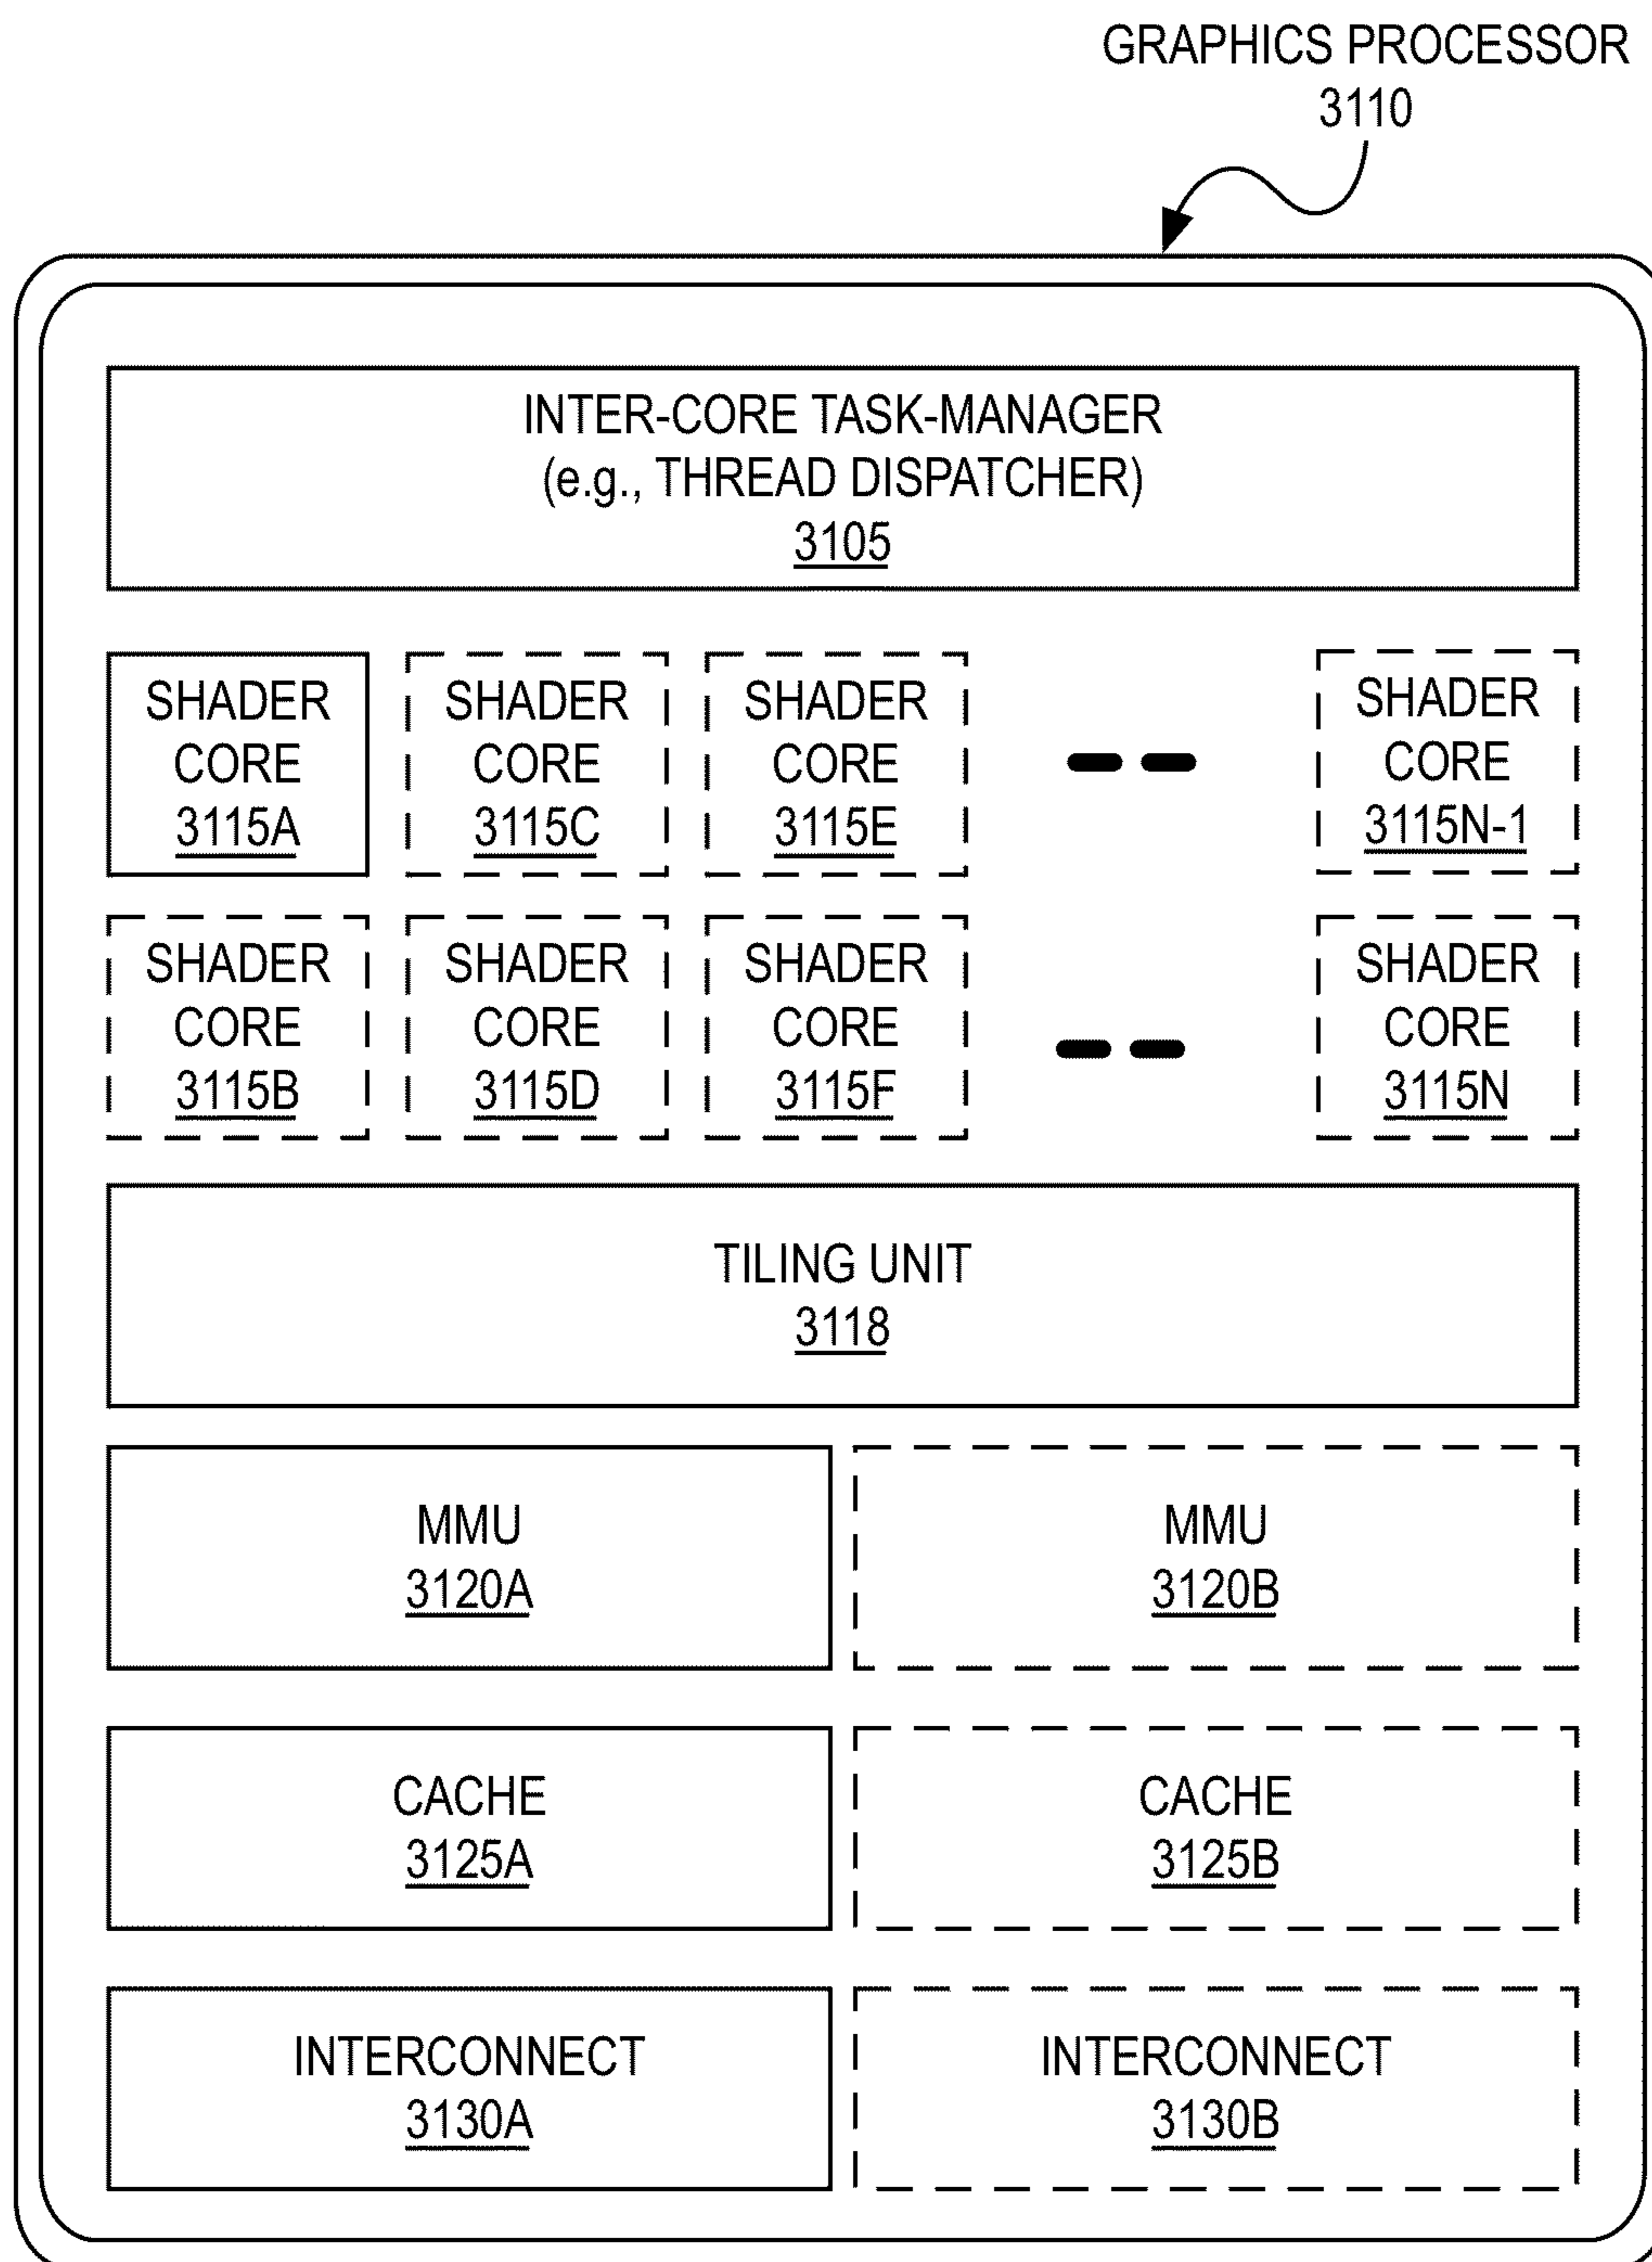 GRAPHICS PROCESSOR
3110
INTER-CORE TASK-MANAGER
(e.g., THREAD DISPATCHER)
3105
SHADER
CORE
3115A
SHADER
CORE
3115C
SHADER
CORE
3115E
SHADER
CORE
3115N-1
SHADER
CORE
3115B
SHADER
CORE
3115D
SHADER
CORE
3115F
SHADER
CORE
3115N
TILING UNIT
3118
MMU
3120A
MMU
3120B
CACHE
3125A
CACHE
3125B
INTERCONNECT
3130A
INTERCONNECT
3130B